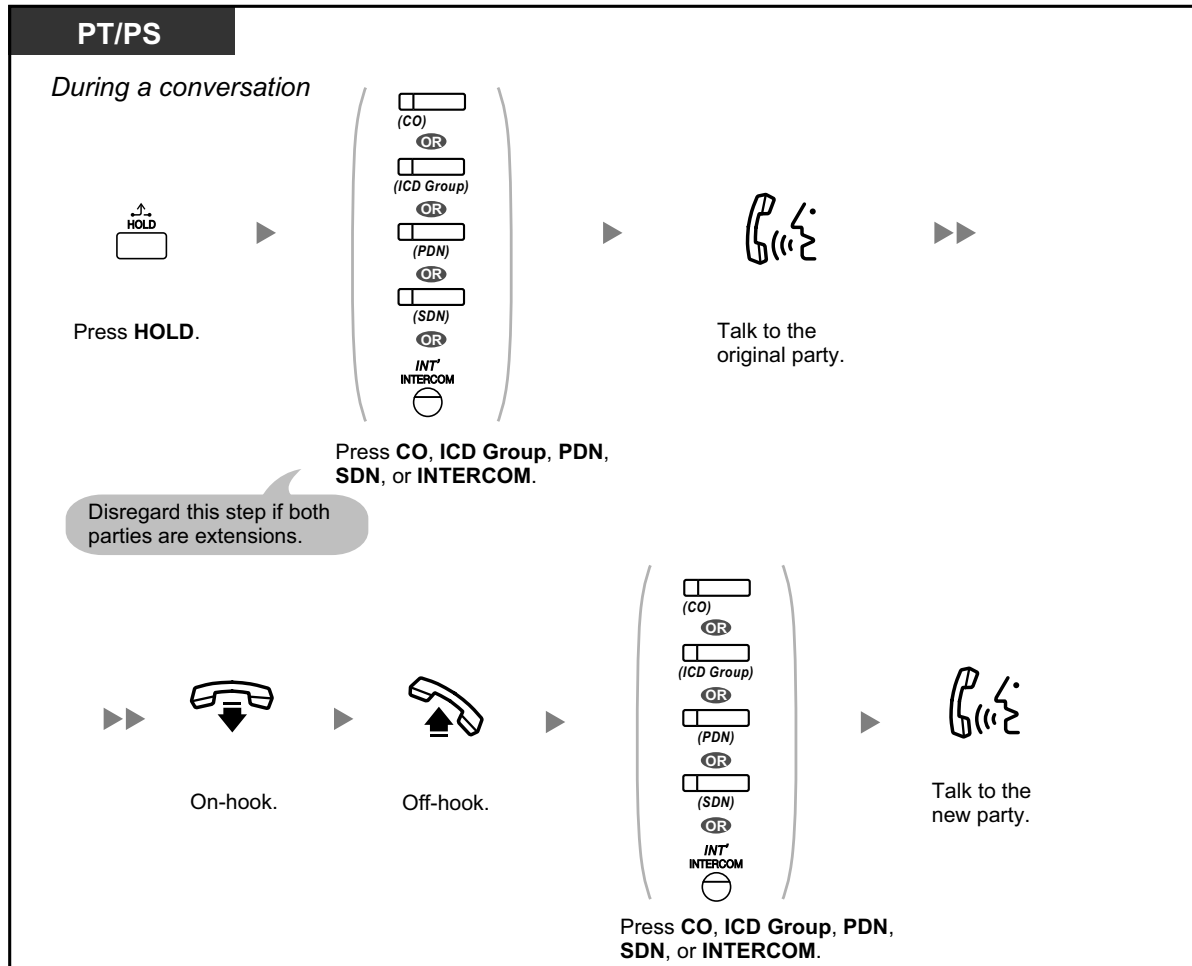 PT/PS
During a conversation
HOLD
Press HOLD.
(CO)
OR
(ICD Group)
OR
(PDN)
OR
(SDN)
OR
INT'
INTERCOM
Press CO, ICD Group, PDN,
SDN, or INTERCOM.
Disregard this step if both
parties are extensions.
Talk to the
original party.
On-hook.
Off-hook.
(CO)
OR
(ICD Group)
OR
(PDN)
OR
(SDN)
OR
INT'
INTERCOM
Press CO, ICD Group, PDN,
SDN, or INTERCOM.
Talk to the
new party.